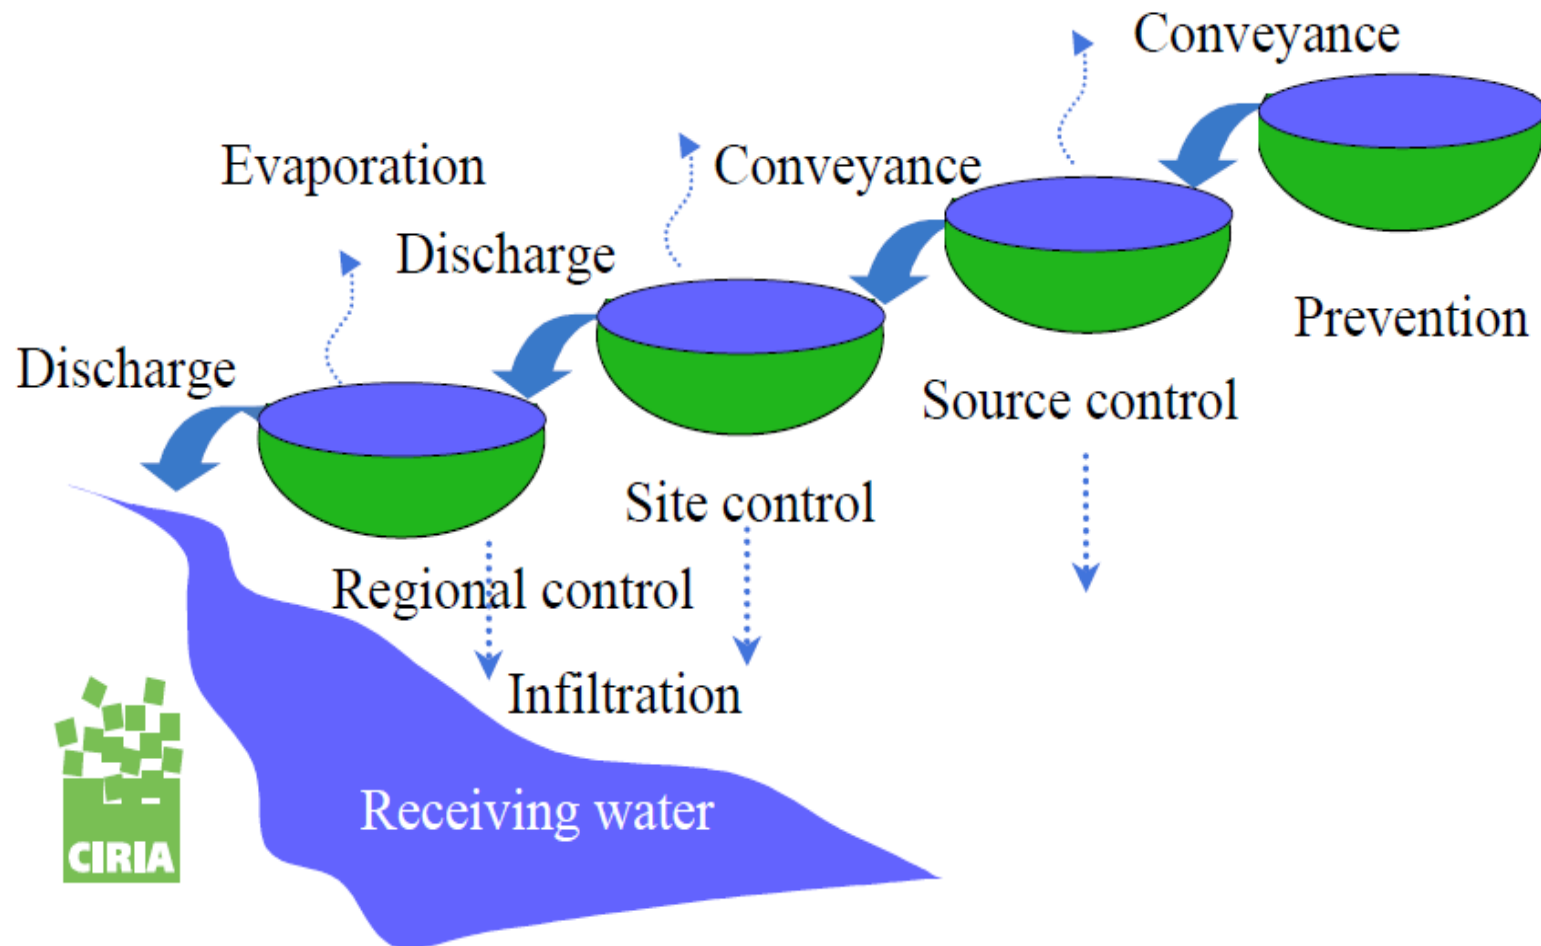 Conveyance
Evaporation
Conveyance
Discharge
Prevention
Discharge
Source control
Site control
Regional control
Infiltration
Receiving water
CIRIA